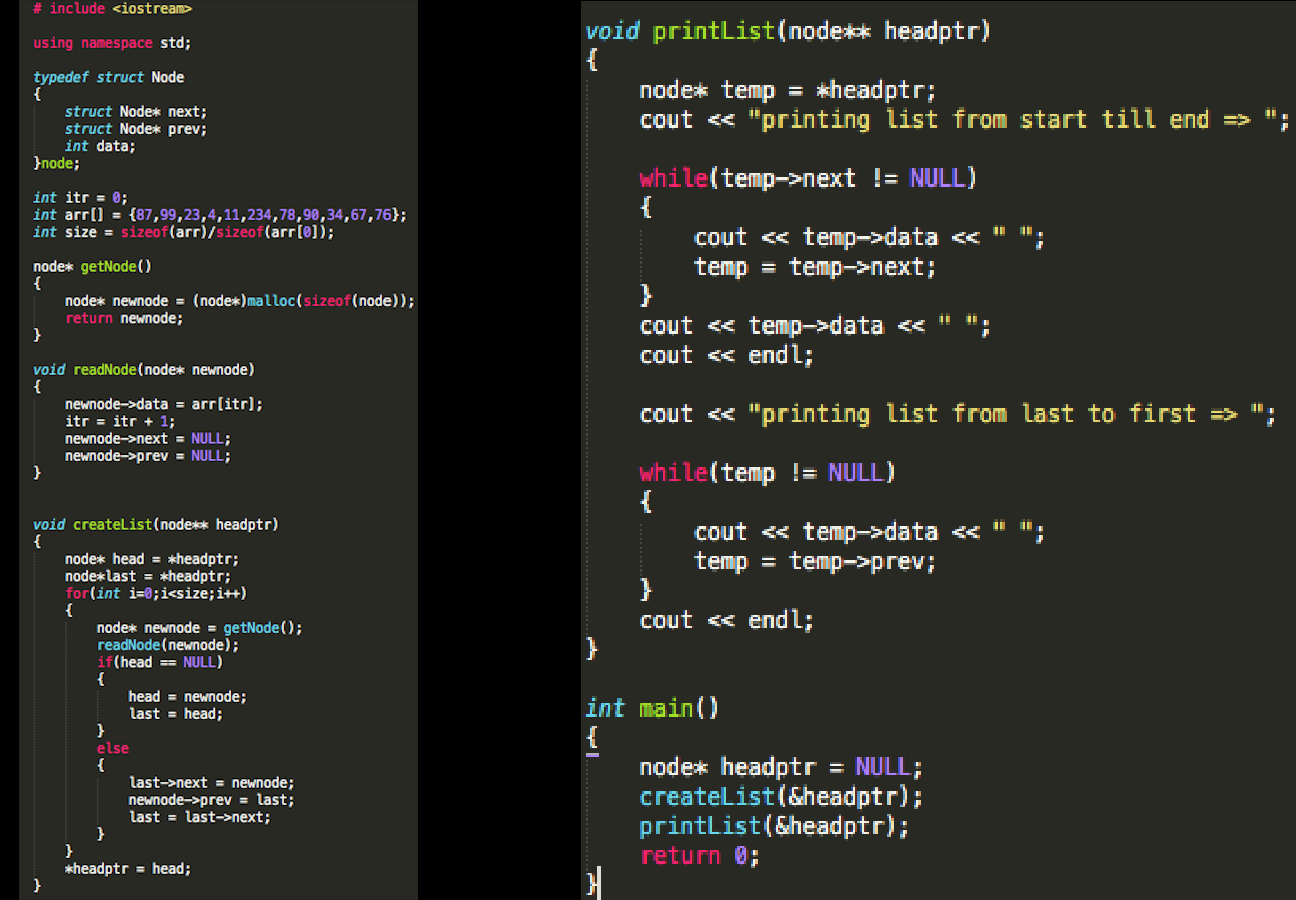 # include <iostream>
using namespace std;
typedef struct Node
{
struct Node* next;
struct Node* prev;
int data;
}node;
int itr = 0;
int arr[] = {87,99,23,4,11,234,78,90,34,67,76};
int size = sizeof(arr)/sizeof(arr[0]);
node* getNode()
{
node* newnode = (node*)malloc(sizeof(node));
return newnode;
}
void readNode(node* newnode)
{
newnode->data = arr[itr];
itr = itr + 1;
newnode->next = NULL;
newnode->prev = NULL;
}
void createList(node** headptr)
{
node* head = *headptr;
node*last = *headptr;
for(int i=0;i<size;i++)
{
node* newnode = getNode();
readNode(newnode);
if(head == NULL)
{
head = newnode;
last = head;
}
else
{
last->next = newnode;
newnode->prev = last;
last = last->next;
}
}
*headptr = head;
}
void printList(node** headptr)
{
node* temp = *headptr;
cout << "printing list from start till end => ";
while(temp->next != NULL)
{
cout << temp->data << " ";
temp = temp->next;
}
cout << temp->data << " ";
cout << endl;
cout << "printing list from last to first => ";
while(temp != NULL)
{
cout << temp->data << " ";
temp = temp->prev;
}
cout << endl;
}
int main()
{
node* headptr = NULL;
createList(&headptr);
printList(&headptr);
return 0;
}